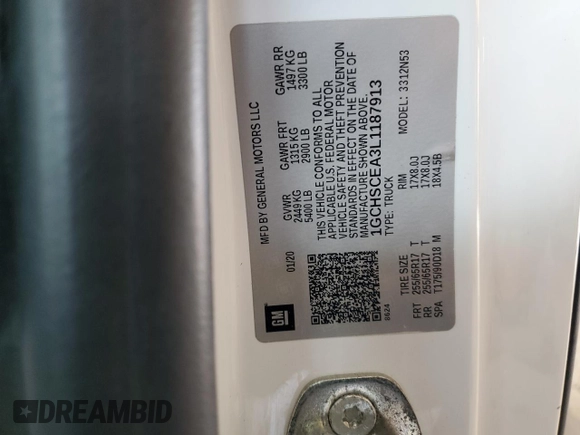 MFD BY GENERAL MOTORS LLC
01/20
GVWR
2449 KG
5400 LB
GAWR FRT
1315 KG
2900 LB
GAWR RR
1497 KG
3300 LB
THIS VEHICLE CONFORMS TO ALL
APPLICABLE U.S. FEDERAL MOTOR
VEHICLE SAFETY AND THEFT PREVENTION
STANDARDS IN EFFECT ON THE DATE OF
MANUFACTURE SHOWN ABOVE.
1GCHSCEA3L1187913
TYPE: TRUCK
MODEL: 3312N53
GM
0624
TIRE SIZE
RIM
FRT 255/65R17 T 17X8.0J
RR 255/65R17 T 17X8.0J
SPA T175/90D18 M 18X4.5B
DREAMBID